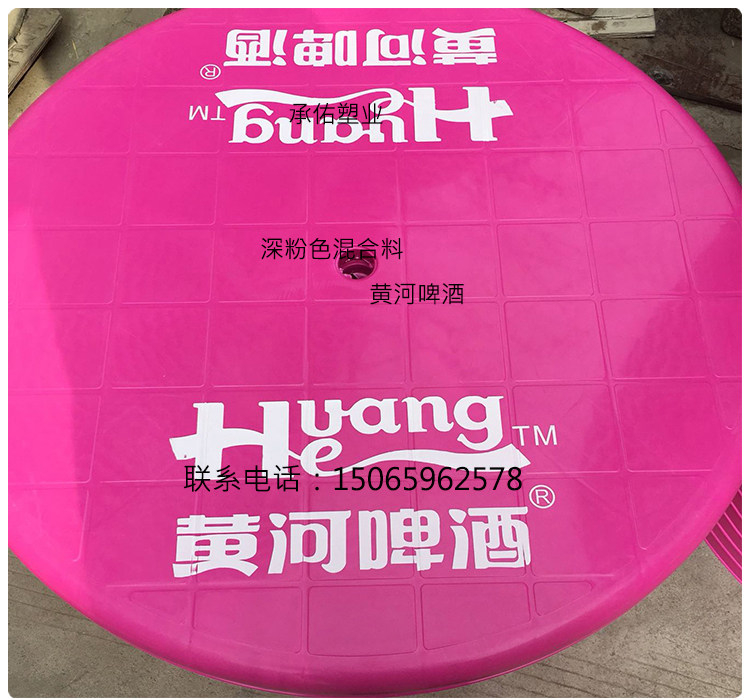 黄河啤酒®
Huang He™
承佑塑业
深粉色混合料
黄河啤酒
Huang He™
联系电话：15065962578
黄河啤酒®